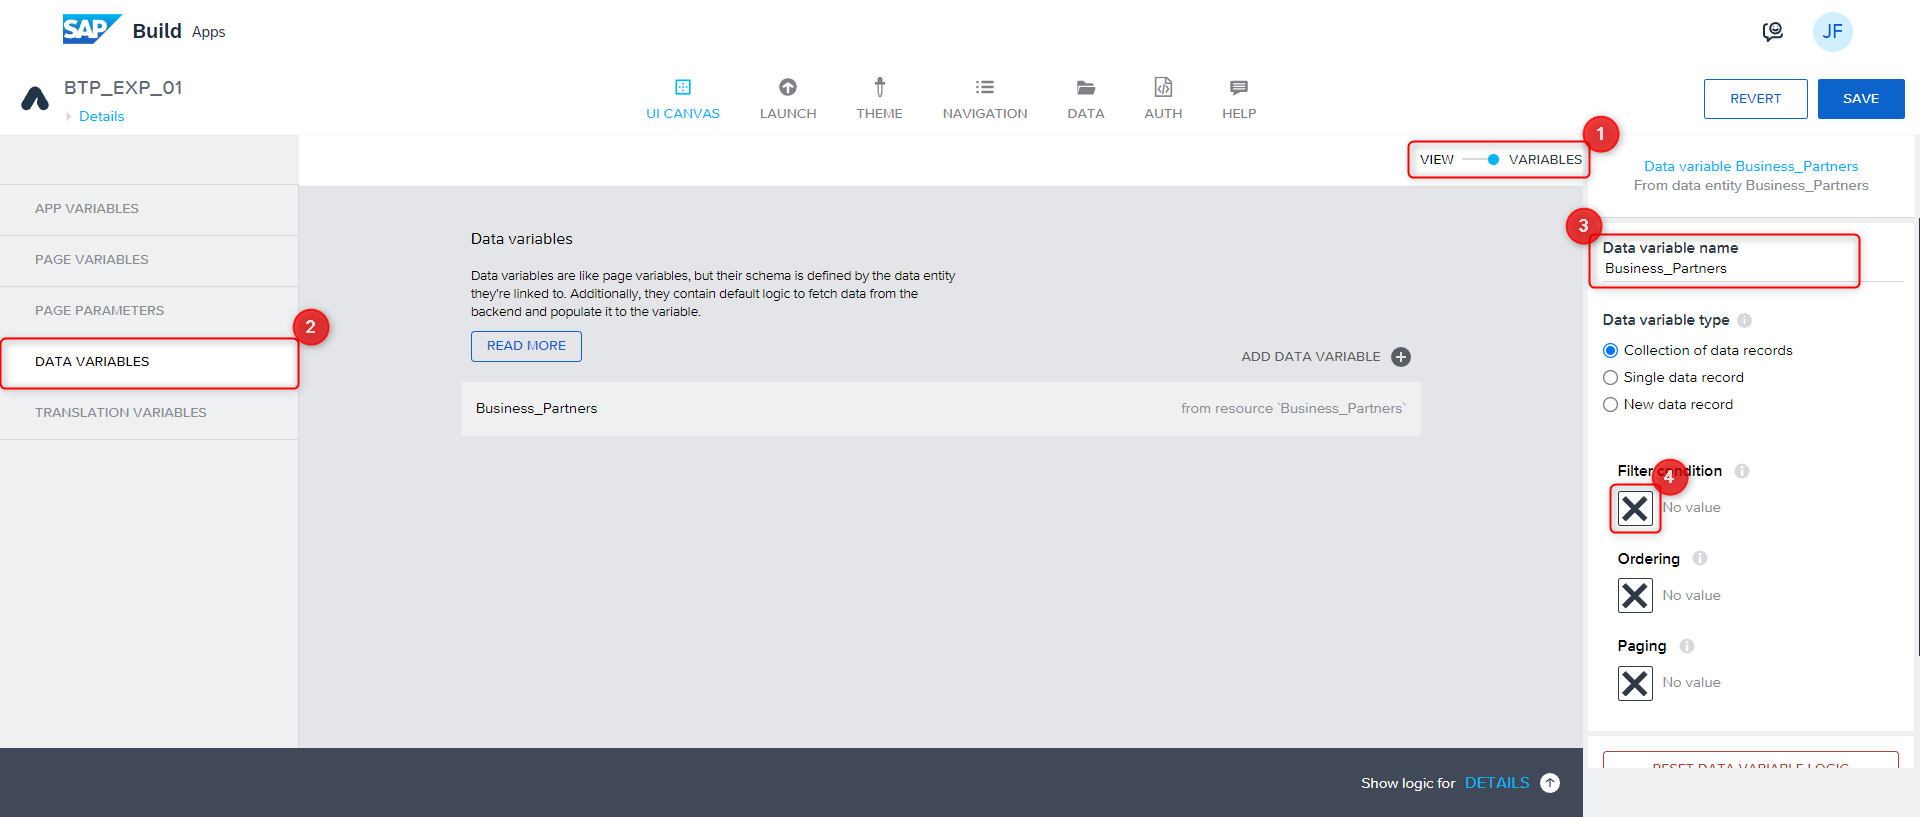 SAP Build Apps
JF
BTP_EXP_01
Details
UI CANVAS
LAUNCH
THEME
NAVIGATION
DATA
AUTH
HELP
REVERT
SAVE
VIEW
VARIABLES
1
APP VARIABLES
PAGE VARIABLES
PAGE PARAMETERS
DATA VARIABLES
2
TRANSLATION VARIABLES
Data variables
Data variables are like page variables, but their schema is defined by the data entity
they're linked to. Additionally, they contain default logic to fetch data from the
backend and populate it to the variable.
READ MORE
ADD DATA VARIABLE
Business_Partners
from resource `Business_Partners`
Show logic for DETAILS
Data variable Business_Partners
From data entity Business_Partners
3
Data variable name
Business_Partners
Data variable type
Collection of data records
Single data record
New data record
Filter condition
4
No value
Ordering
No value
Paging
No value
RESET DATA VARIABLE LOGIC